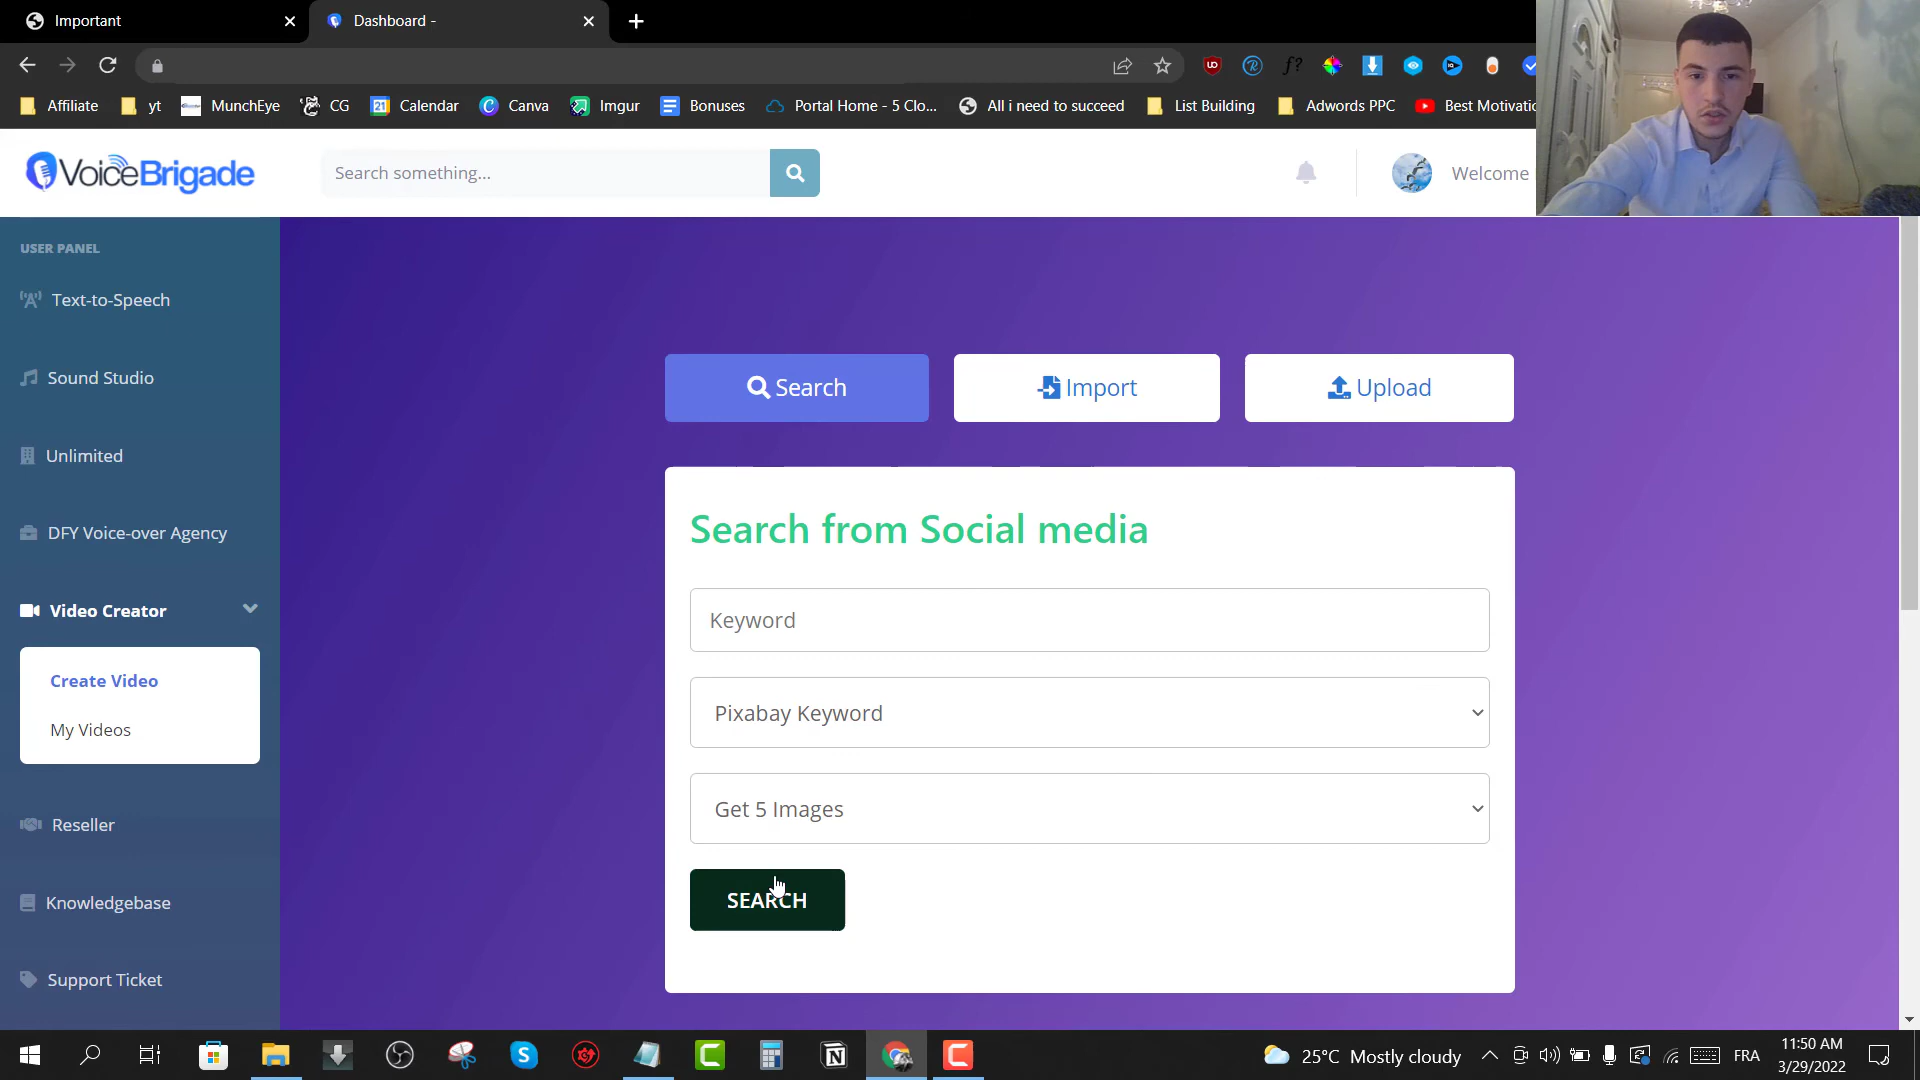 Important
Dashboard -
Affiliate
yt
MunchEye
CG
Calendar
Canva
Imgur
Bonuses
Portal Home - 5 Clo...
All i need to succeed
List Building
Adwords PPC
Best Motivatio
VoiceBrigade
Search something...
Welcome
USER PANEL
Text-to-Speech
Sound Studio
Unlimited
DFY Voice-over Agency
Video Creator
Create Video
My Videos
Reseller
Knowledgebase
Support Ticket
Search
Import
Upload
Search from Social media
Keyword
Pixabay Keyword
Get 5 Images
SEARCH
25°C Mostly cloudy
FRA
11:50 AM
3/29/2022